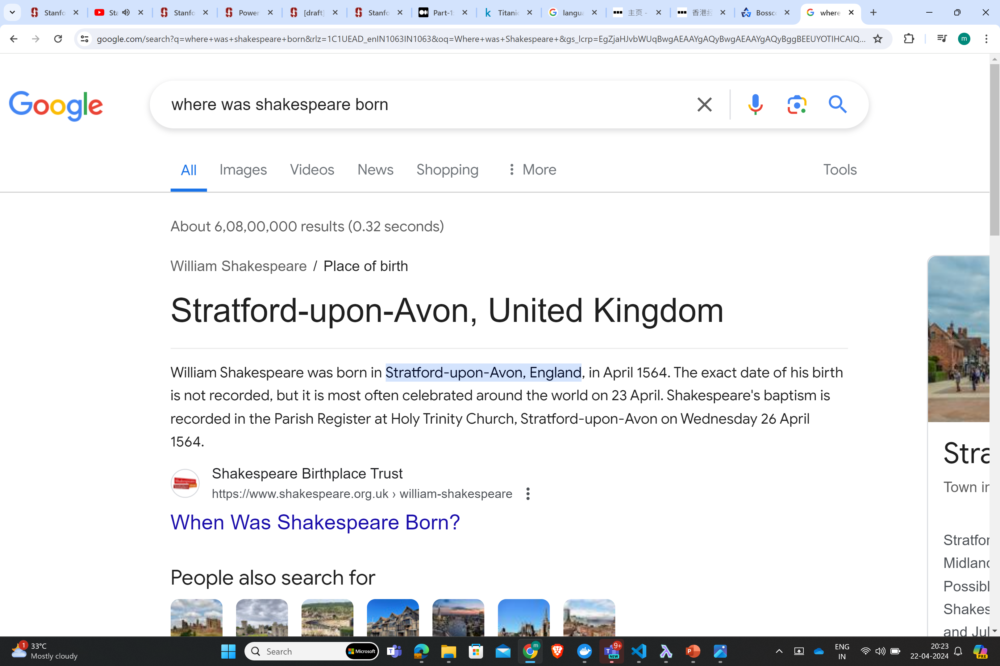 Stanfo
Sta
Stanfo
Power
[draft]
Stanfo
Part-1:
Titanic
langua
主页 -
香港经
Bossco
where
google.com/search?q=where+was+shakespeare+born&rlz=1C1UEAD_enIN1063IN1063&oq=Where+was+Shakespeare+&gs_lcrp=EgZjaHJvbWUqBwgAEAAYgAQyBwgAEAAYgAQyBggBEEUYOTIHCAIQ...
m
Google
where was shakespeare born
All Images Videos News Shopping More Tools
About 6,08,00,000 results (0.32 seconds)
William Shakespeare / Place of birth
Stratford-upon-Avon, United Kingdom
William Shakespeare was born in Stratford-upon-Avon, England, in April 1564. The exact date of his birth
is not recorded, but it is most often celebrated around the world on 23 April. Shakespeare's baptism is
recorded in the Parish Register at Holy Trinity Church, Stratford-upon-Avon on Wednesday 26 April
1564.
Shakespeare Birthplace Trust
https://www.shakespeare.org.uk › william-shakespeare
When Was Shakespeare Born?
People also search for
Stra
Town in
Stratfor
Midland
Possibl
Shakes
and Jul
1
33°C
Mostly cloudy
Search
Microsoft
m
9+
NEW
ENG
IN
20:23
22-04-2024
PRE